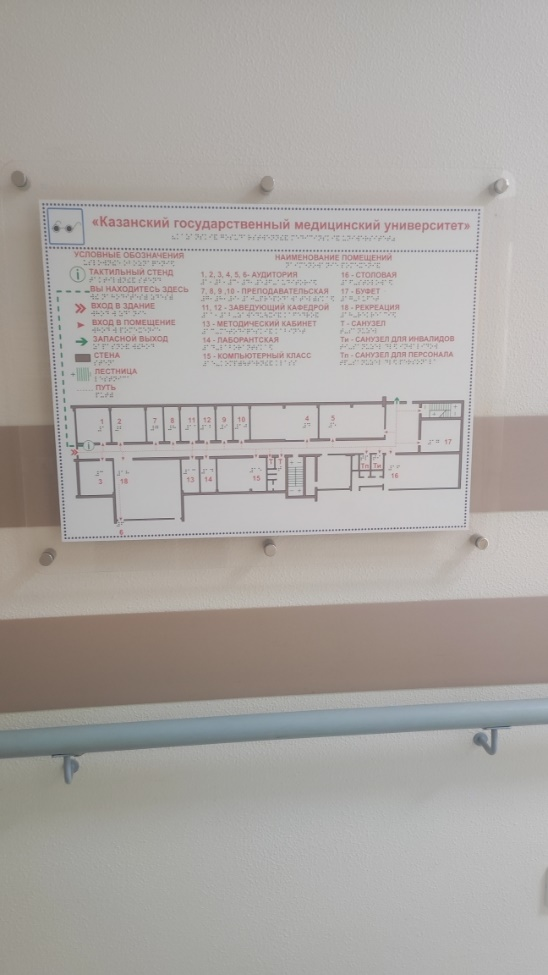 «Казанский государственный медицинский университет»
УСЛОВНЫЕ ОБОЗНАЧЕНИЯ
ТАКТИЛЬНЫЙ СТЕНД
ВЫ НАХОДИТЕСЬ ЗДЕСЬ
ВХОД В ЗДАНИЕ
ВХОД В ПОМЕЩЕНИЕ
ЗАПАСНОЙ ВЫХОД
СТЕНА
ЛЕСТНИЦА
ПУТЬ
НАИМЕНОВАНИЕ ПОМЕЩЕНИЙ
1, 2, 3, 4, 5, 6- АУДИТОРИЯ
7, 8, 9 ,10 - ПРЕПОДАВАТЕЛЬСКАЯ
11, 12 - ЗАВЕДУЮЩИЙ КАФЕДРОЙ
13 - МЕТОДИЧЕСКИЙ КАБИНЕТ
14 - ЛАБОРАНТСКАЯ
15 - КОМПЬЮТЕРНЫЙ КЛАСС
16 - СТОЛОВАЯ
17 - БУФЕТ
18 - РЕКРЕАЦИЯ
Т - САНУЗЕЛ
Ти - САНУЗЕЛ ДЛЯ ИНВАЛИДОВ
Тп - САНУЗЕЛ ДЛЯ ПЕРСОНАЛА
1 2 7 8 11 12 9 10 4 5 17
3 18 13 14 15 Т Т Тп Ти 16
6